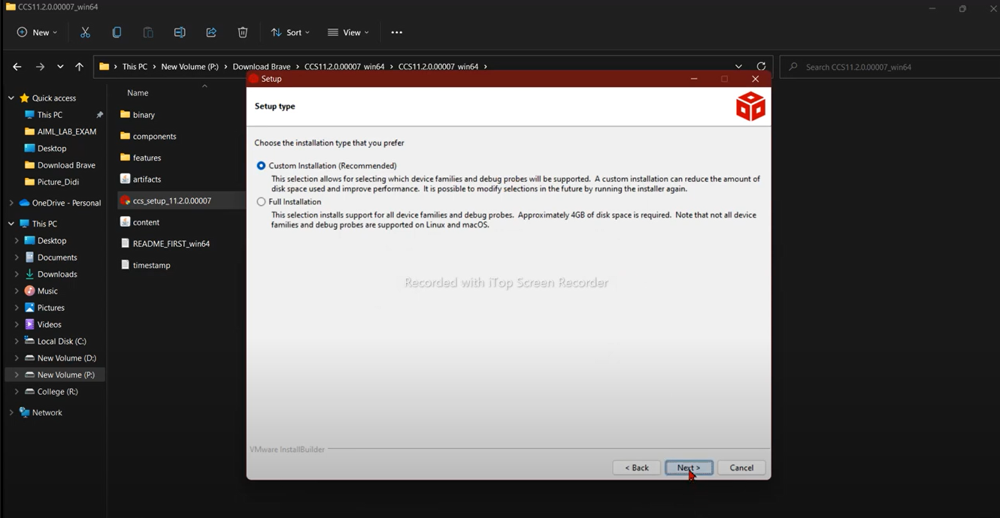 CCS11.2.0.00007_win64
New
Sort
View
This PC > New Volume (P:) > Download Brave > CCS11.2.0.00007_win64 > CCS11.2.0.00007_win64 >
Search CCS11.2.0.00007_win64
Quick access
This PC
AIML_LAB_EXAM
Desktop
Download Brave
Picture_Didi
OneDrive - Personal
This PC
Desktop
Documents
Downloads
Music
Pictures
Videos
Local Disk (C:)
New Volume (D:)
New Volume (P:)
College (R:)
Network
Name
binary
components
features
artifacts
ccs_setup_11.2.0.00007
content
README_FIRST_win64
timestamp
Setup
Setup type
Choose the installation type that you prefer
Custom Installation (Recommended)
This selection allows for selecting which device families and debug probes will be supported. A custom installation can reduce the amount of
disk space used and improve performance. It is possible to modify selections in the future by running the installer again.
Full Installation
This selection installs support for all device families and debug probes. Approximately 4GB of disk space is required. Note that not all device
families and debug probes are supported on Linux and macOS.
Recorded with iTop Screen Recorder
VMware InstallBuilder
< Back
Next >
Cancel